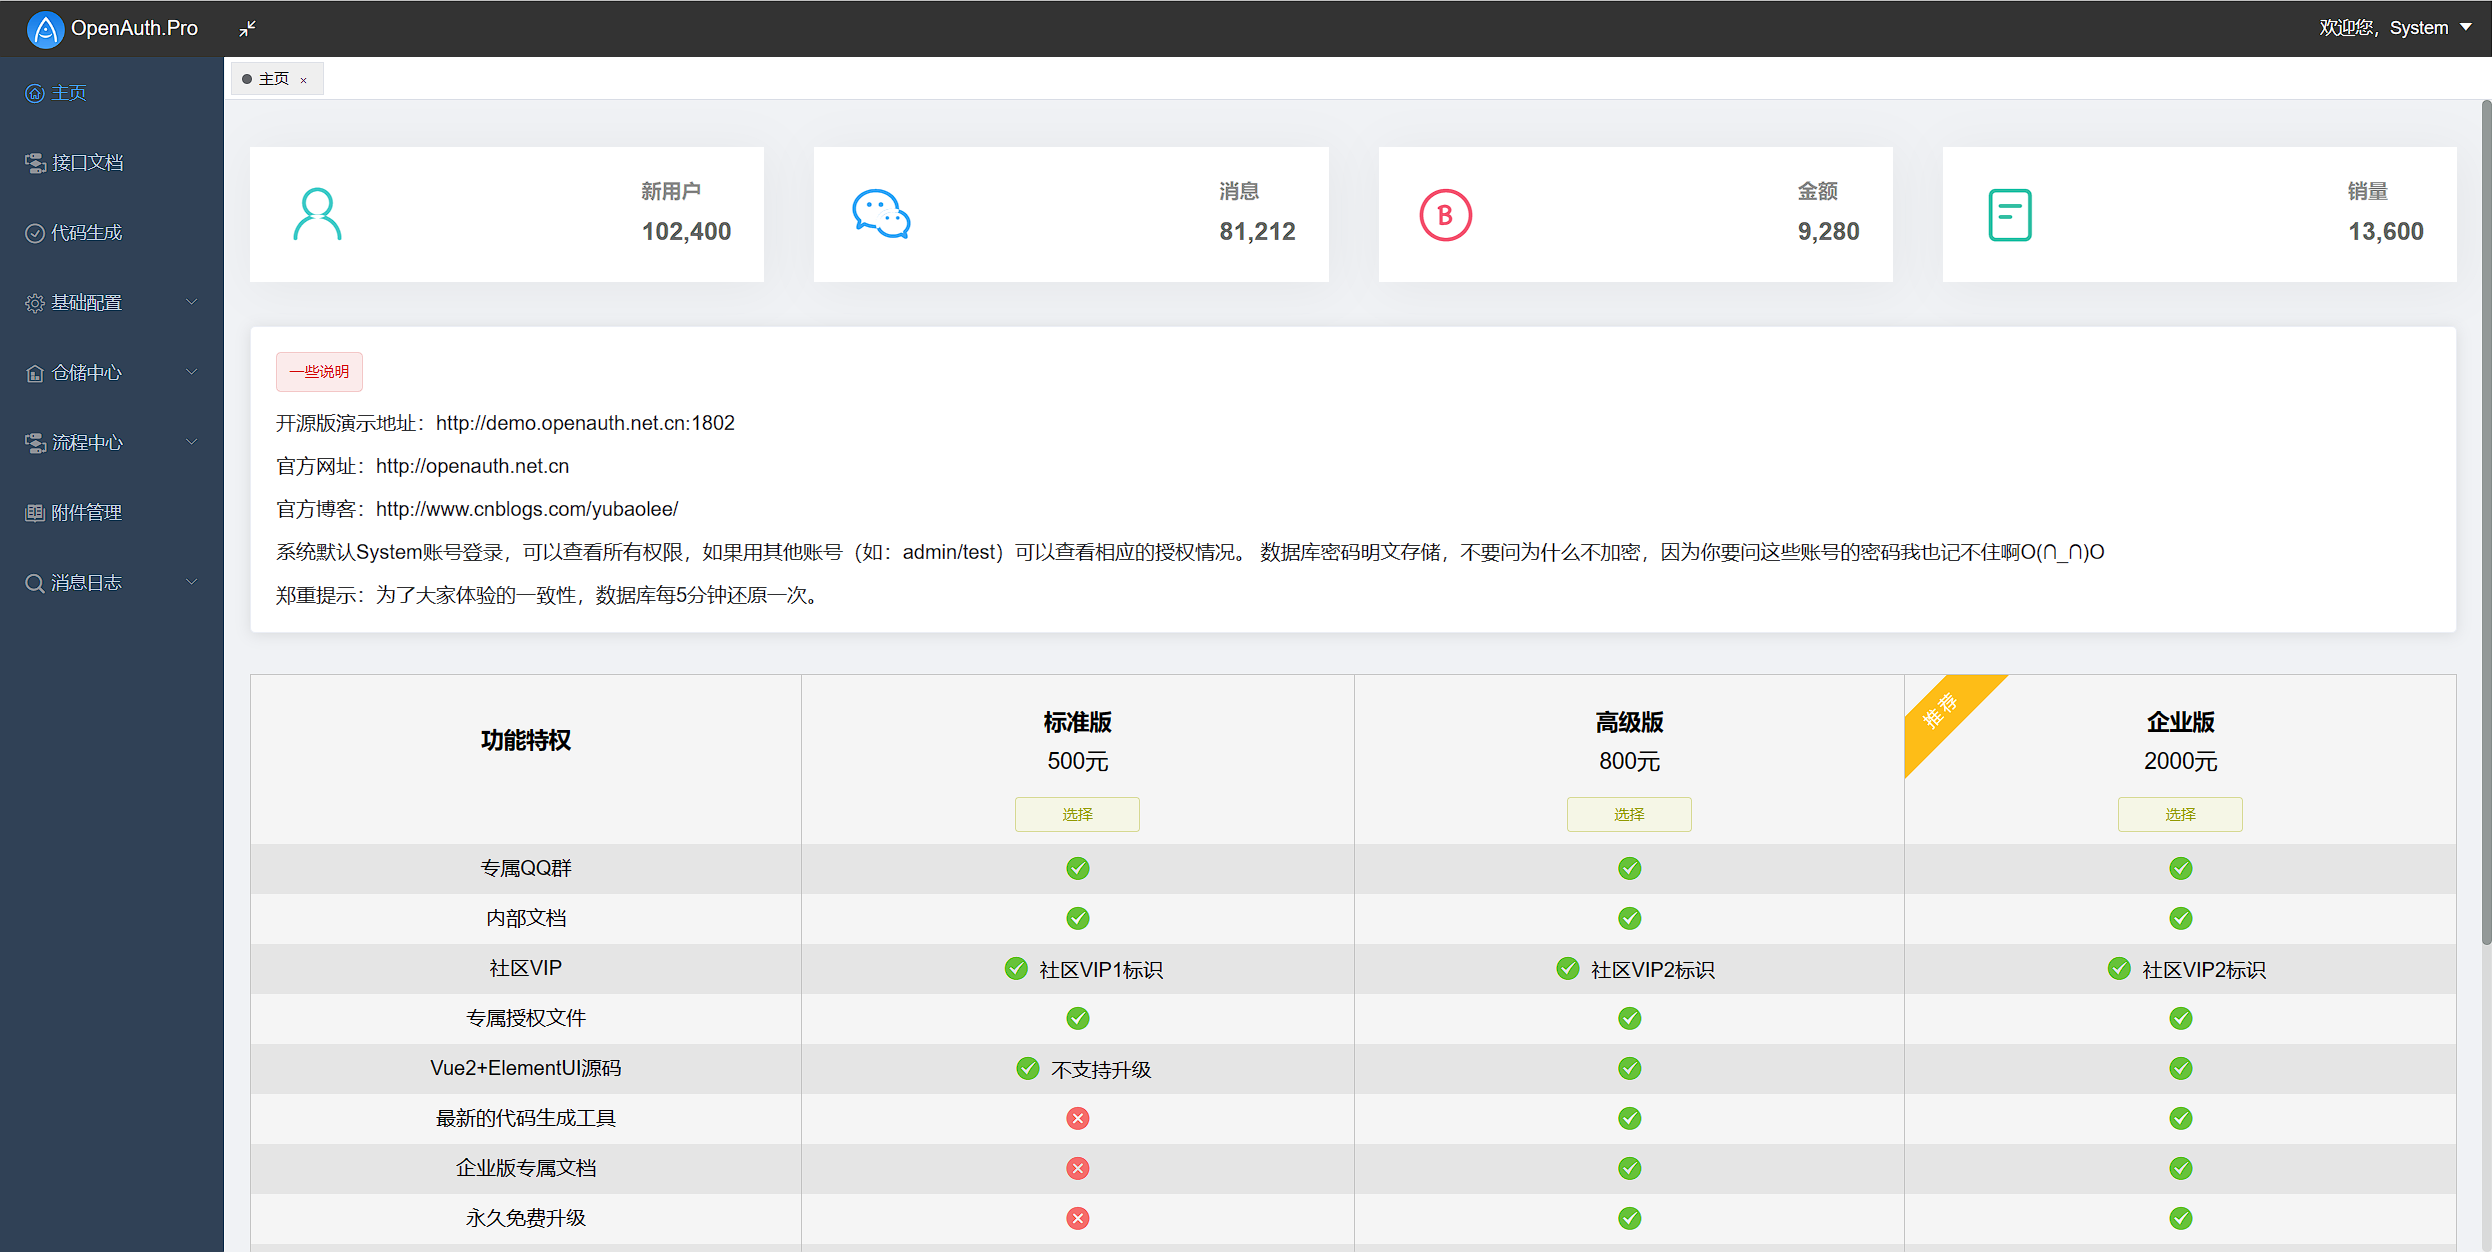 OpenAuth.Pro
欢迎您，System
主页
接口文档
代码生成
基础配置
仓储中心
流程中心
附件管理
消息日志
主页 ×
新用户
102,400
消息
81,212
金额
9,280
销量
13,600
一些说明
开源版演示地址：http://demo.openauth.net.cn:1802
官方网址：http://openauth.net.cn
官方博客：http://www.cnblogs.com/yubaolee/
系统默认System账号登录，可以查看所有权限，如果用其他账号（如：admin/test）可以查看相应的授权情况。 数据库密码明文存储，不要问为什么不加密，因为你要问这些账号的密码我也记不住啊O(∩_∩)O
郑重提示：为了大家体验的一致性，数据库每5分钟还原一次。
功能特权
标准版
500元
选择
高级版
800元
选择
推荐
企业版
2000元
选择
专属QQ群
内部文档
社区VIP 社区VIP1标识 社区VIP2标识 社区VIP2标识
专属授权文件
Vue2+ElementUI源码 不支持升级
最新的代码生成工具
企业版专属文档
永久免费升级